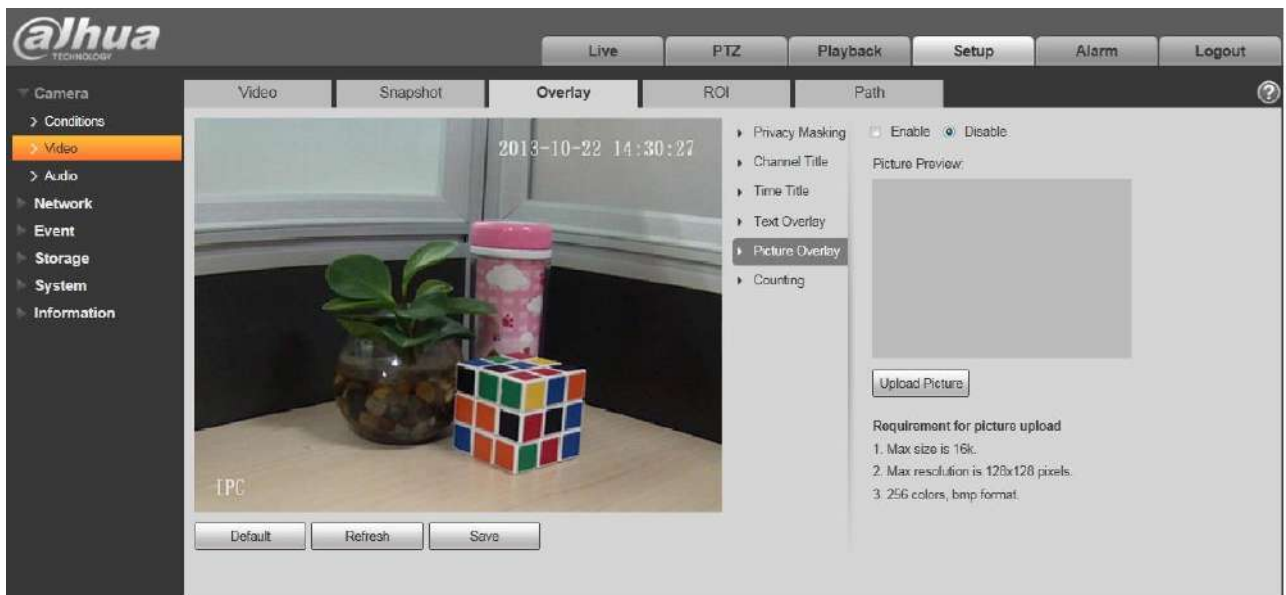 alhua
TECHNOLOGY
Live
PTZ
Playback
Setup
Alarm
Logout
Camera
Conditions
Video
Audio
Network
Event
Storage
System
Information
Video
Snapshot
Overlay
ROI
Path
?
2013-10-22 14:30:27
IPC
Privacy Masking
Channel Title
Time Title
Text Overlay
Picture Overlay
Counting
Enable Disable
Picture Preview:
Upload Picture
Requirement for picture upload
1. Max size is 16k.
2. Max resolution is 128x128 pixels.
3. 256 colors, bmp format.
Default
Refresh
Save